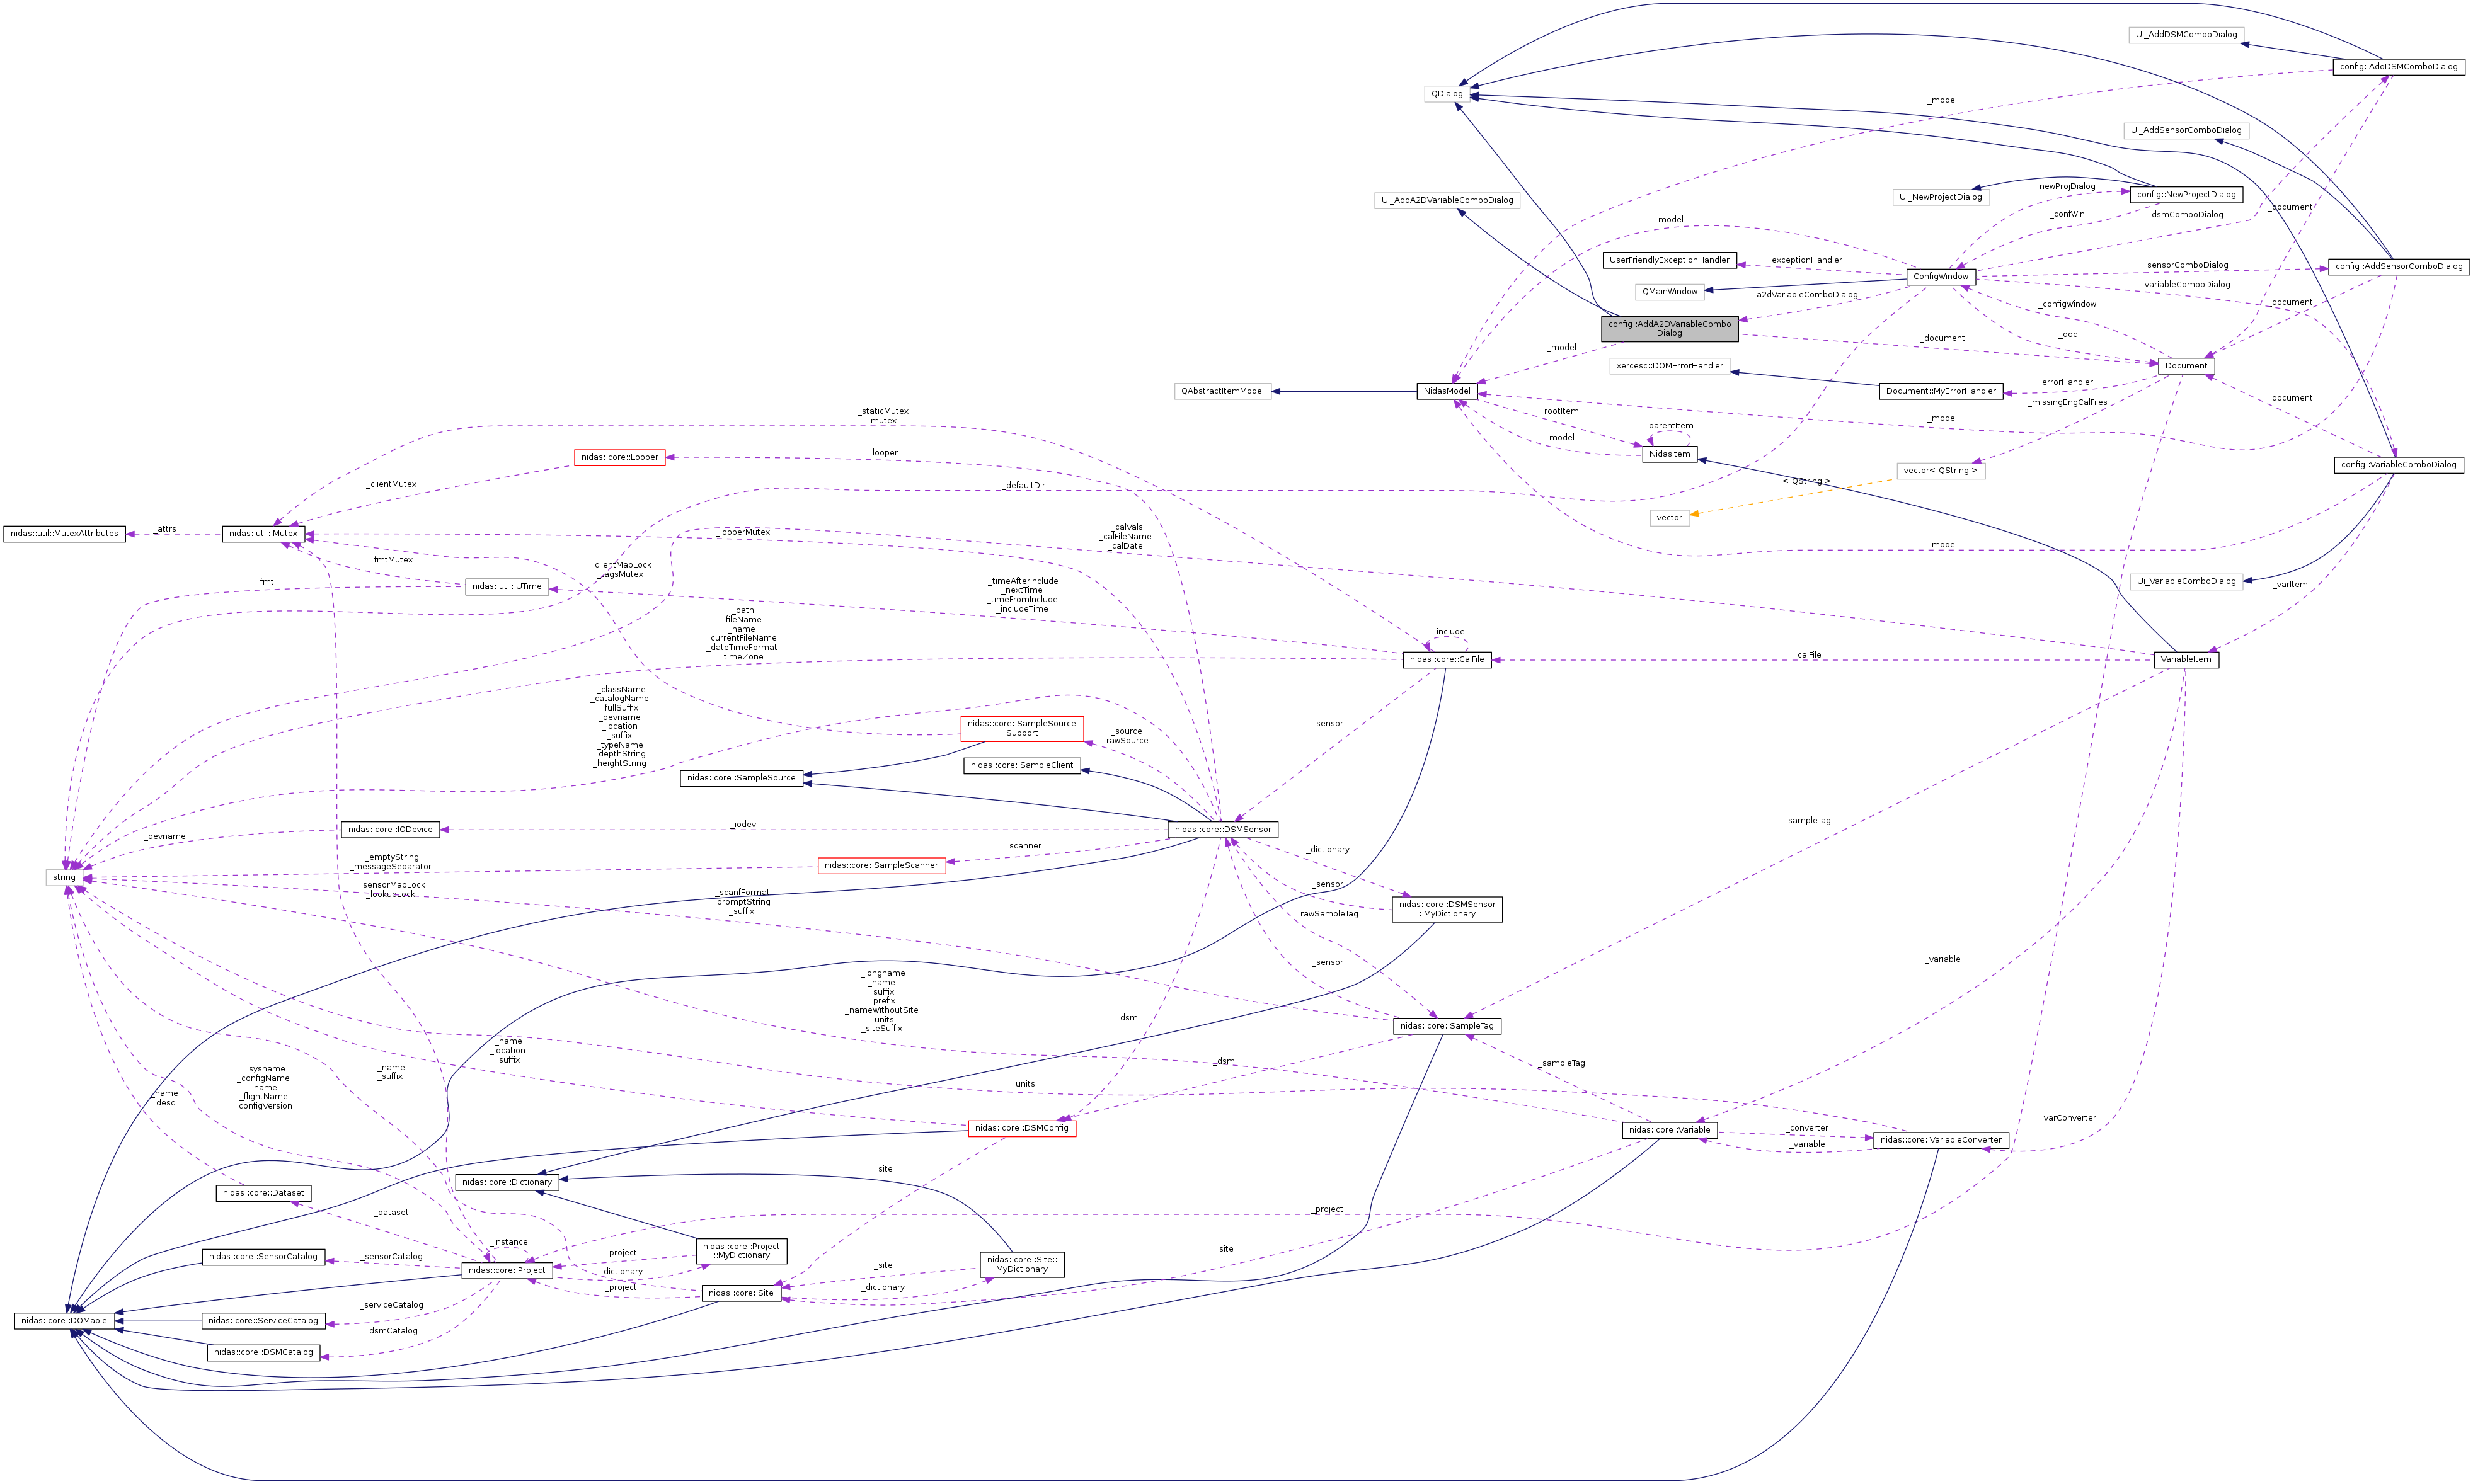 Ui_AddDSMComboDialog
config::AddDSMComboDialog
QDialog
_model
Ui_AddSensorComboDialog
newProjDialog
config::NewProjectDialog
Ui_NewProjectDialog
Ui_AddA2DVariableComboDialog
_confWin
dsmComboDialog
_document
model
UserFriendlyExceptionHandler
exceptionHandler
ConfigWindow
sensorComboDialog
config::AddSensorComboDialog
QMainWindow
variableComboDialog
a2dVariableComboDialog
_configWindow
_document
config::AddA2DVariableCombo
Dialog
_document
_doc
_model
xercesc::DOMErrorHandler
Document
QAbstractItemModel
NidasModel
Document::MyErrorHandler
errorHandler
_document
_missingEngCalFiles
_staticMutex
_mutex
rootItem
_model
parentItem
model
NidasItem
nidas::core::Looper
_looper
config::VariableComboDialog
vector< QString >
_clientMutex
_defaultDir
< QString >
vector
nidas::util::MutexAttributes
_attrs
nidas::util::Mutex
_looperMutex
_calVals
_calFileName
_calDate
_model
_fmtMutex
_clientMapLock
_tagsMutex
_fmt
nidas::util::UTime
_timeAfterInclude
_nextTime
_timeFromInclude
_includeTime
Ui_VariableComboDialog
_varItem
_path
_fileName
_name
_currentFileName
_dateTimeFormat
_timeZone
_include
nidas::core::CalFile
_calFile
VariableItem
_className
_catalogName
_fullSuffix
_devname
_location
_suffix
_typeName
_depthString
_heightString
nidas::core::SampleSource
Support
_source
_rawSource
_sensor
nidas::core::SampleClient
nidas::core::SampleSource
_sampleTag
_devname
nidas::core::IODevice
_iodev
nidas::core::DSMSensor
_scanner
_dictionary
_emptyString
_messageSeparator
nidas::core::SampleScanner
string
_sensorMapLock
_lookupLock
_scanfFormat
_promptString
_suffix
_sensor
nidas::core::DSMSensor
::MyDictionary
_rawSampleTag
_sensor
_variable
_longname
_name
_suffix
_prefix
_nameWithoutSite
_units
_siteSuffix
_dsm
nidas::core::SampleTag
_name
_location
_suffix
_dsm
_sampleTag
_name
_suffix
_sysname
_configName
_name
_flightName
_configVersion
_units
_name
_desc
nidas::core::DSMConfig
nidas::core::Variable
_converter
_variable
_varConverter
nidas::core::VariableConverter
_site
nidas::core::Dictionary
nidas::core::Dataset
_dataset
_project
_instance
_site
nidas::core::SensorCatalog
_sensorCatalog
nidas::core::Project
_project
_dictionary
_project
nidas::core::Project
::MyDictionary
nidas::core::Site::
MyDictionary
_site
_dictionary
nidas::core::Site
_serviceCatalog
nidas::core::DOMable
nidas::core::ServiceCatalog
_dsmCatalog
nidas::core::DSMCatalog